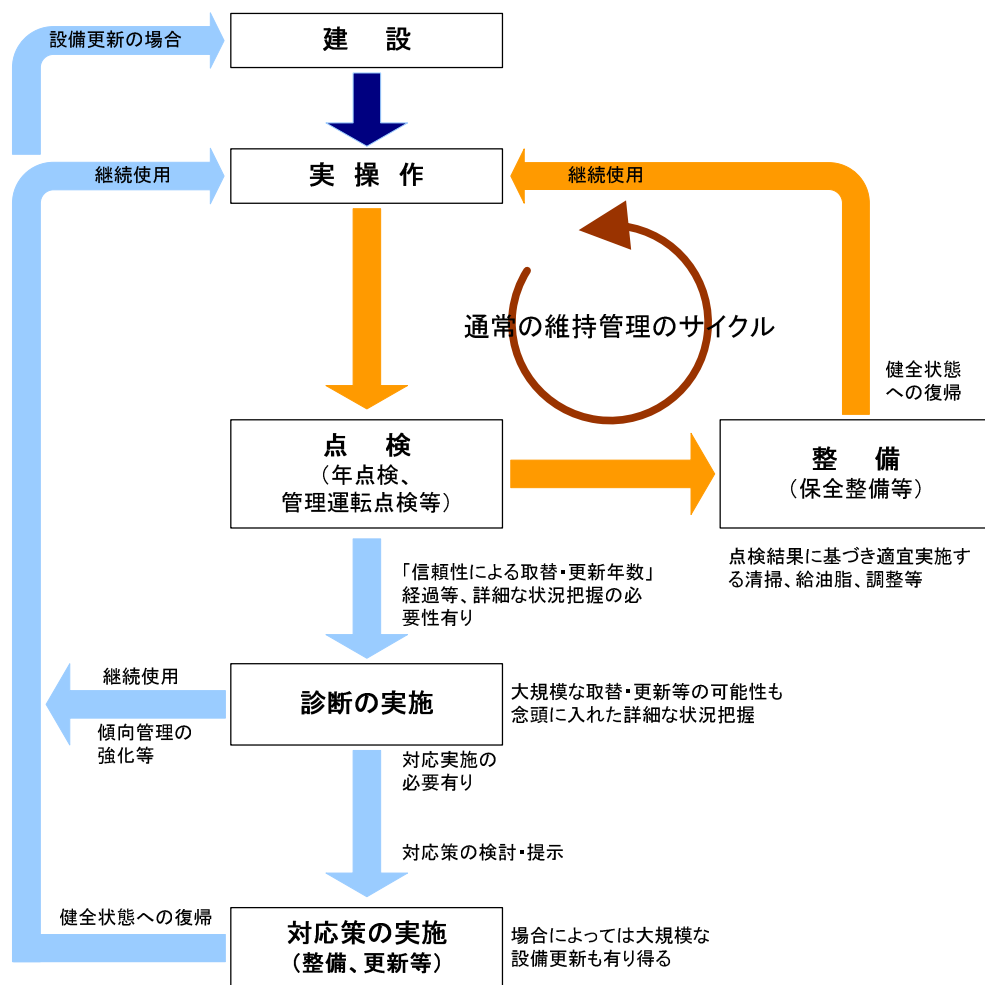 設備更新の場合
建 設
継続使用
実 操 作
継続使用
通常の維持管理のサイクル
健全状態
への復帰
点 検
(年点検、
管理運転点検等)
整 備
(保全整備等)
点検結果に基づき適宜実施す
る清掃、給油脂、調整等
「信頼性による取替・更新年数」
経過等、詳細な状況把握の必
要性有り
継続使用
傾向管理の
強化等
診断の実施
大規模な取替・更新等の可能性も
念頭に入れた詳細な状況把握
対応実施の
必要有り
対応策の検討・提示
健全状態への復帰
対応策の実施
(整備、更新等)
場合によっては大規模な
設備更新も有り得る